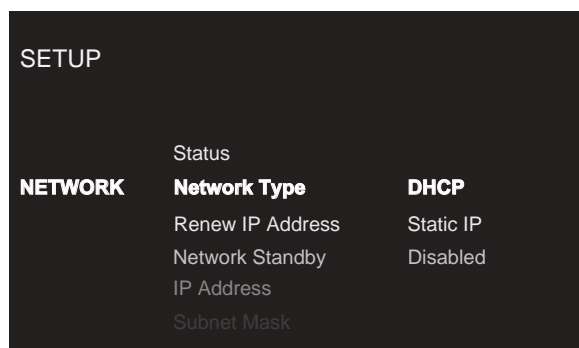 SETUP
Status
NETWORK Network Type DHCP
Renew IP Address Static IP
Network Standby Disabled
IP Address
Subnet Mask